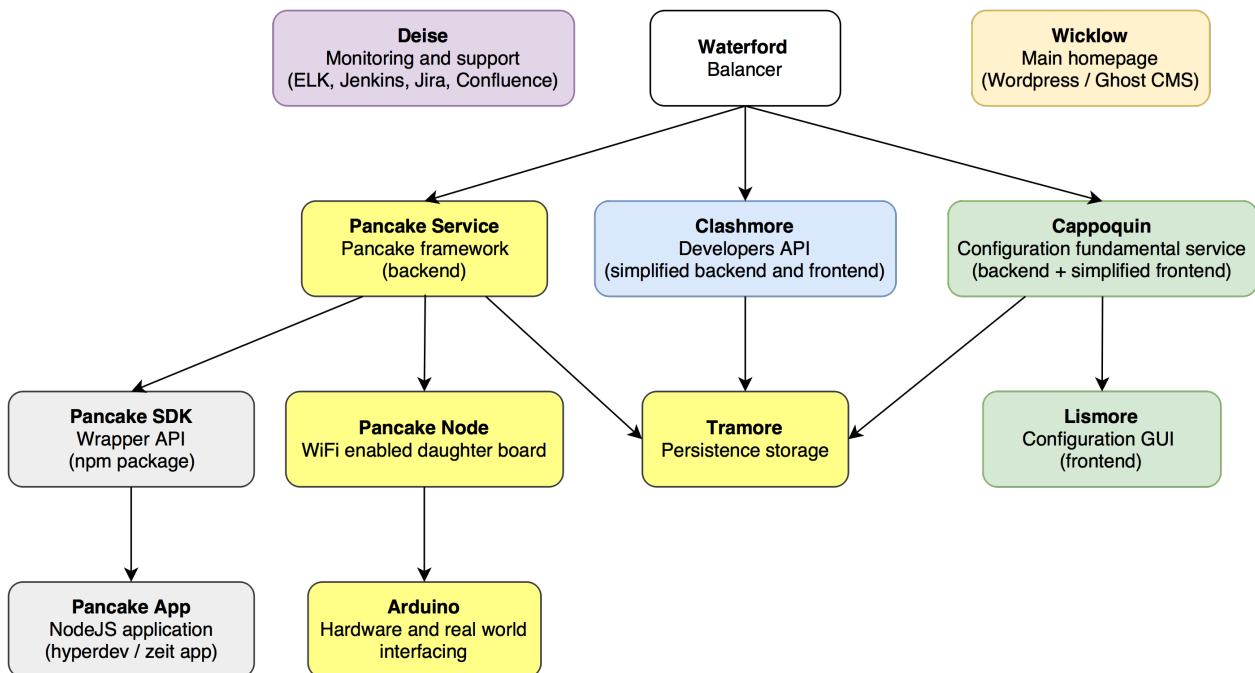 Deise
Monitoring and support
(ELK, Jenkins, Jira, Confluence)
Waterford
Balancer
Wicklow
Main homepage
(Wordpress / Ghost CMS)
Pancake Service
Pancake framework
(backend)
Clashmore
Developers API
(simplified backend and frontend)
Cappoquin
Configuration fundamental service
(backend + simplified frontend)
Pancake SDK
Wrapper API
(npm package)
Pancake Node
WiFi enabled daughter board
Tramore
Persistence storage
Lismore
Configuration GUI
(frontend)
Pancake App
NodeJS application
(hyperdev / zeit app)
Arduino
Hardware and real world
interfacing